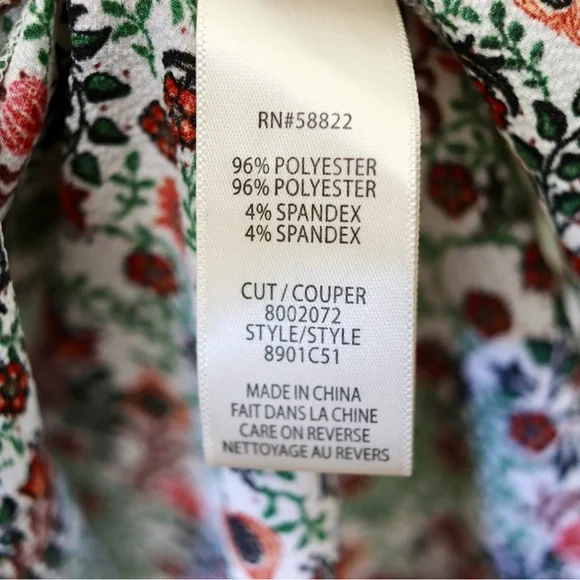 RN#58822
96% POLYESTER
96% POLYESTER
4% SPANDEX
4% SPANDEX
CUT / COUPER
8002072
STYLE/STYLE
8901C51
MADE IN CHINA
FAIT DANS LA CHINE
CARE ON REVERSE
NETTOYAGE AU REVERS